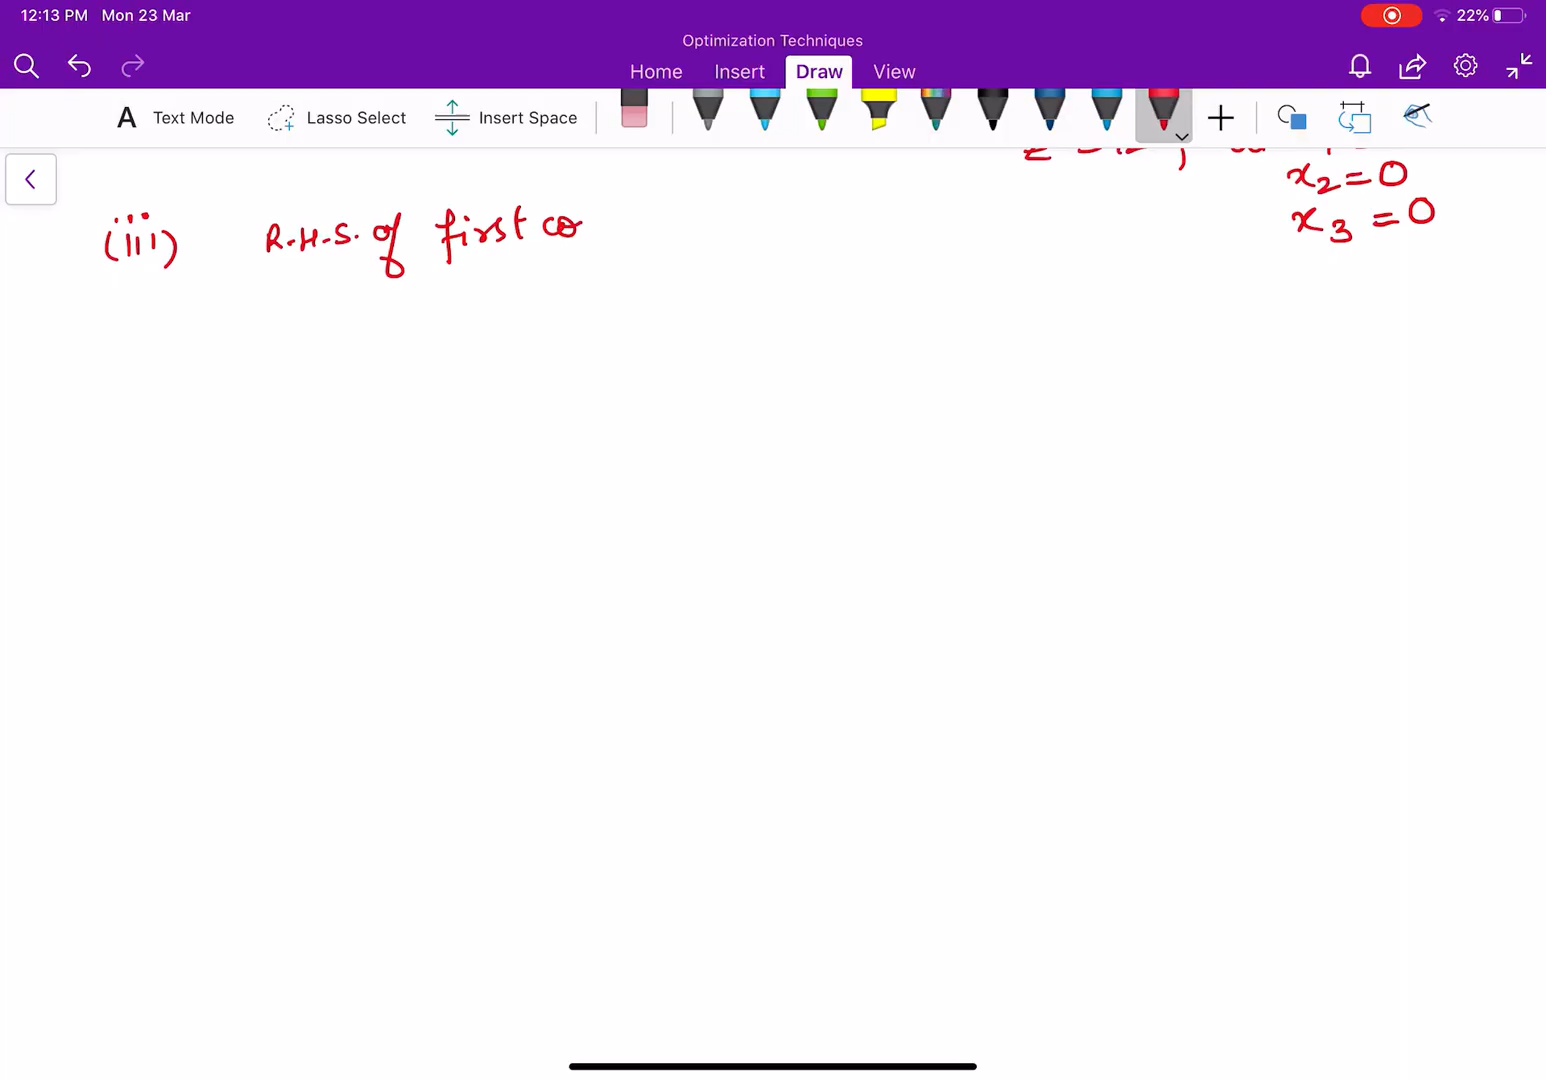 12:13 PM Mon 23 Mar
22%
Optimization Techniques
Home Insert Draw View
A Text Mode Lasso Select Insert Space
x₂ = 0
x₃ = 0
(iii) R.H.S. of first co